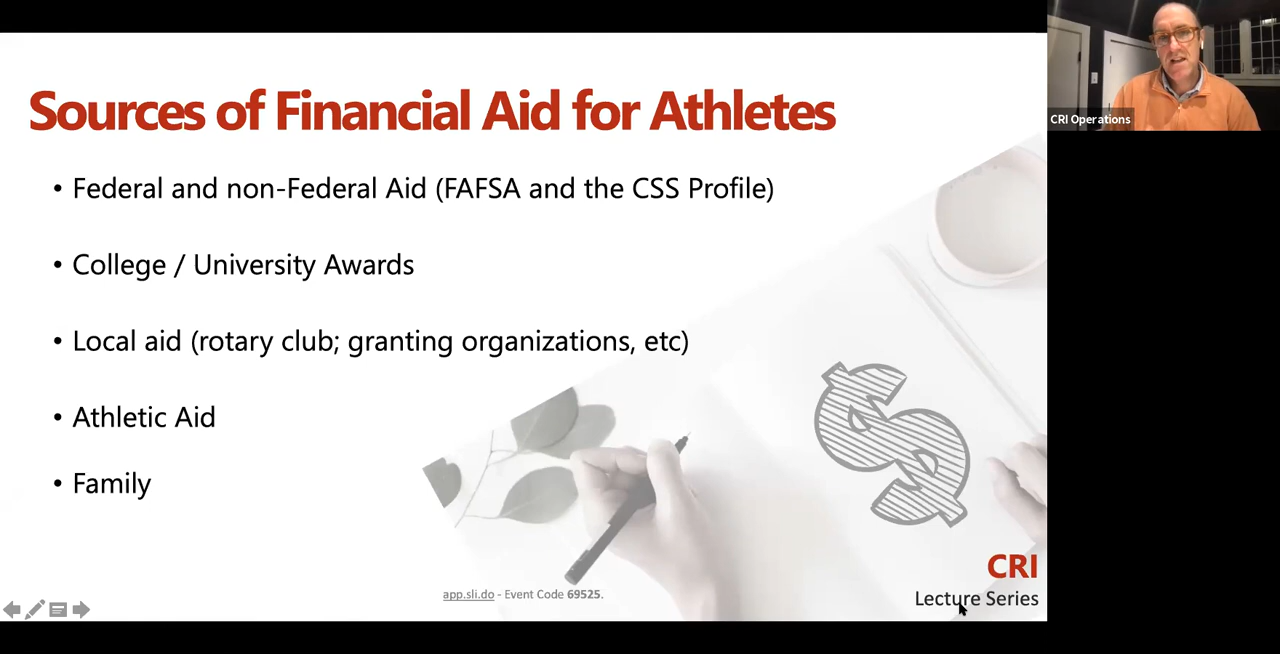 Sources of Financial Aid for Athletes
• Federal and non-Federal Aid (FAFSA and the CSS Profile)
• College / University Awards
• Local aid (rotary club; granting organizations, etc)
• Athletic Aid
• Family
app.sli.do - Event Code 69525.
CRI
Lecture Series
CRI Operations